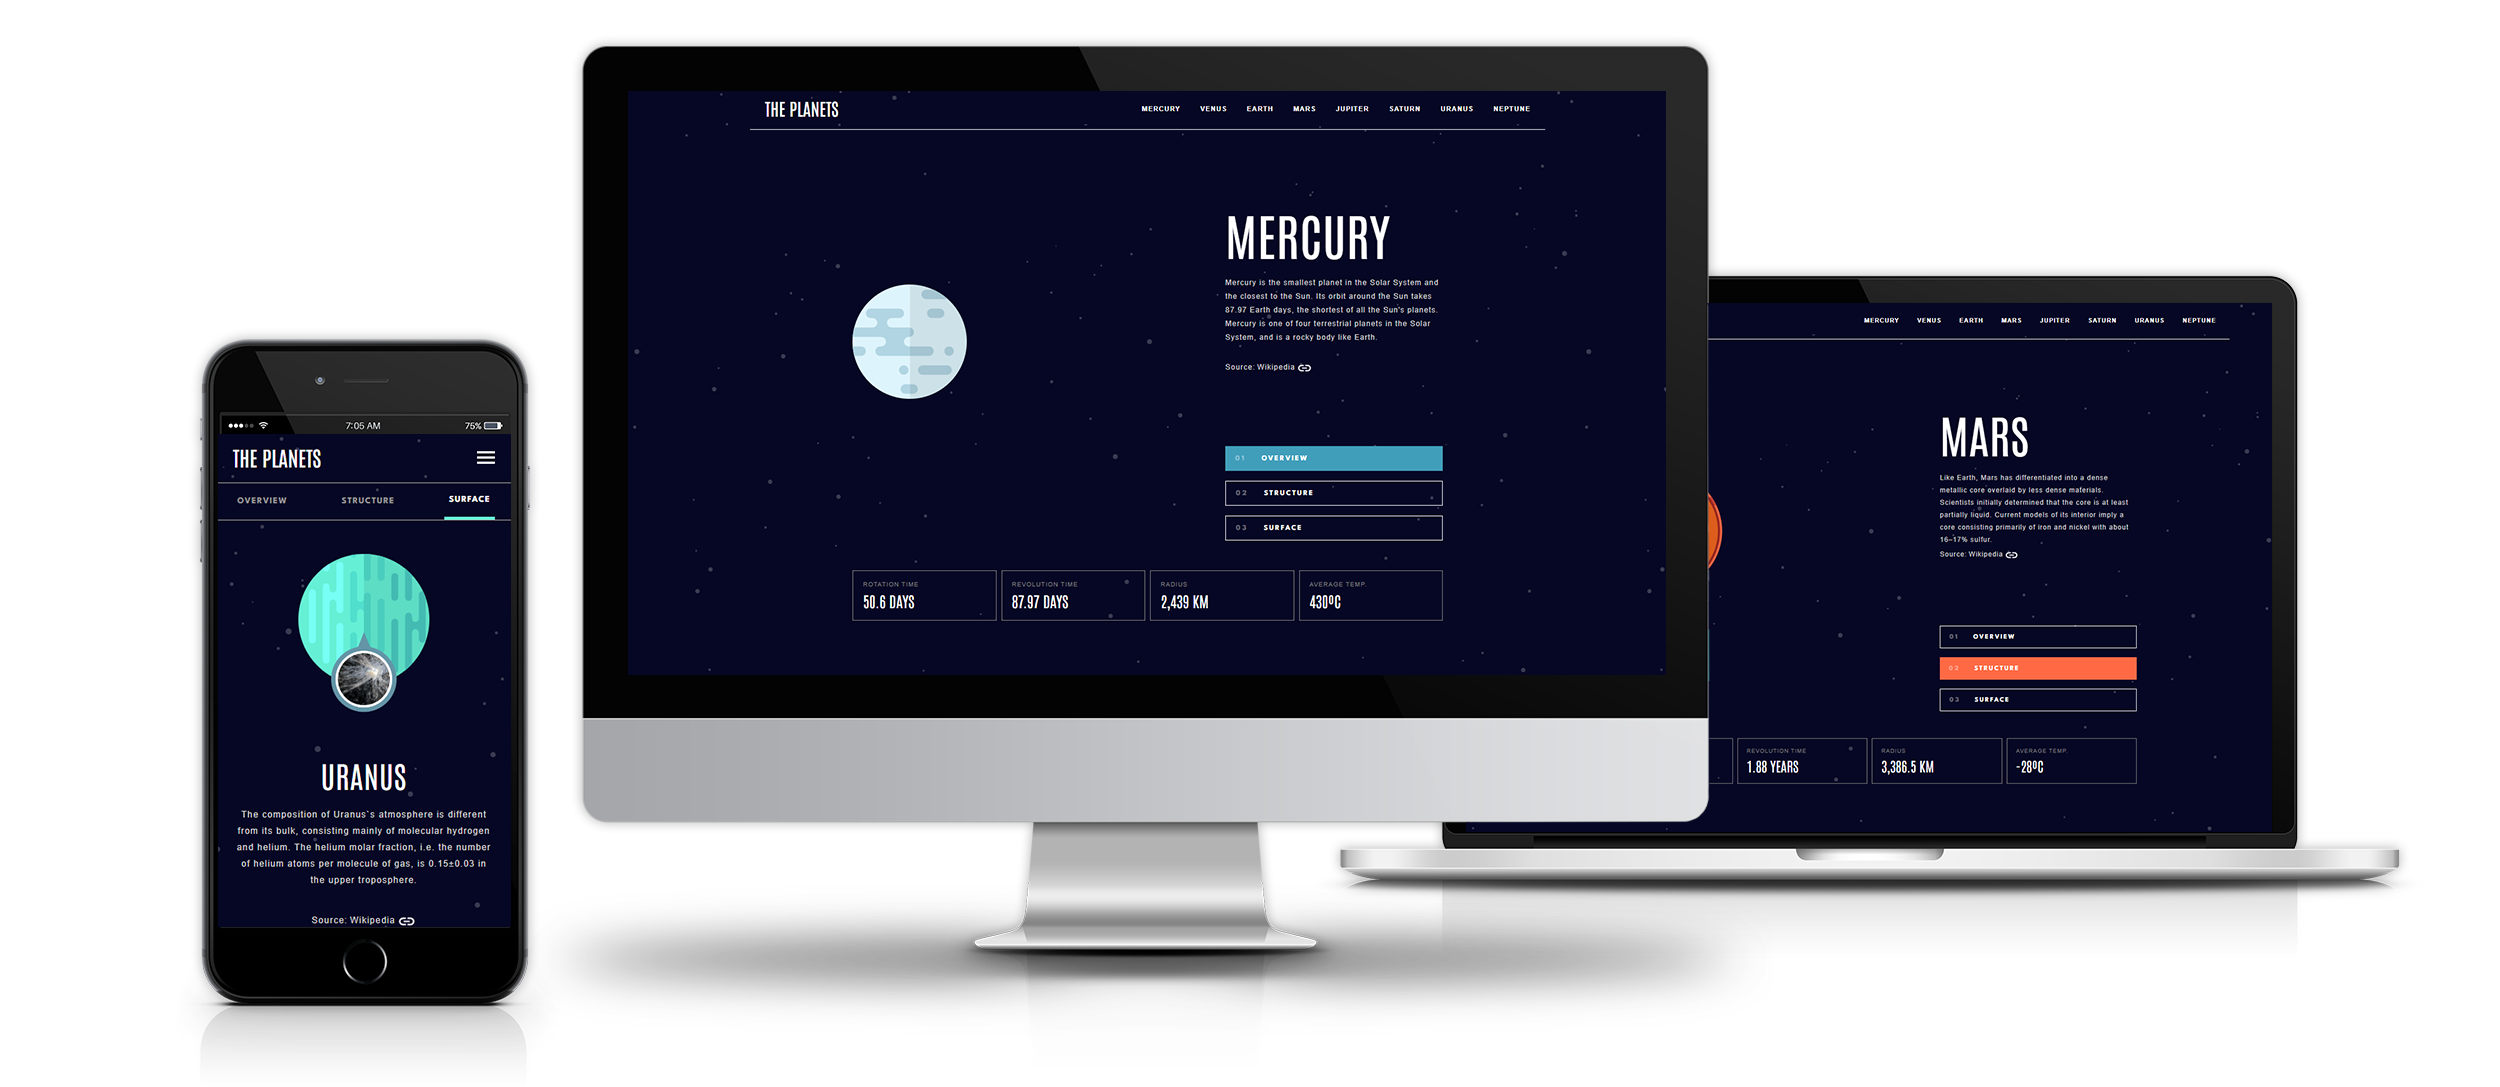 7:05 AM
75%
THE PLANETS
OVERVIEW STRUCTURE SURFACE
URANUS
The composition of Uranus`s atmosphere is different
from its bulk, consisting mainly of molecular hydrogen
and helium. The helium molar fraction, i.e. the number
of helium atoms per molecule of gas, is 0.15±0.03 in
the upper troposphere.
Source: Wikipedia
THE PLANETS
MERCURY VENUS EARTH MARS JUPITER SATURN URANUS NEPTUNE
MERCURY
Mercury is the smallest planet in the Solar System and
the closest to the Sun. Its orbit around the Sun takes
87.97 Earth days, the shortest of all the Sun's planets.
Mercury is one of four terrestrial planets in the Solar
System, and is a rocky body like Earth.
Source: Wikipedia
01 OVERVIEW
02 STRUCTURE
03 SURFACE
ROTATION TIME
50.6 DAYS
REVOLUTION TIME
87.97 DAYS
RADIUS
2,439 KM
AVERAGE TEMP.
430ºC
MERCURY VENUS EARTH MARS JUPITER SATURN URANUS NEPTUNE
MARS
Like Earth, Mars has differentiated into a dense
metallic core overlaid by less dense materials.
Scientists initially determined that the core is at least
partially liquid. Current models of its interior imply a
core consisting primarily of iron and nickel with about
16–17% sulfur.
Source: Wikipedia
01 OVERVIEW
02 STRUCTURE
03 SURFACE
REVOLUTION TIME
1.88 YEARS
RADIUS
3,386.5 KM
AVERAGE TEMP.
-28ºC